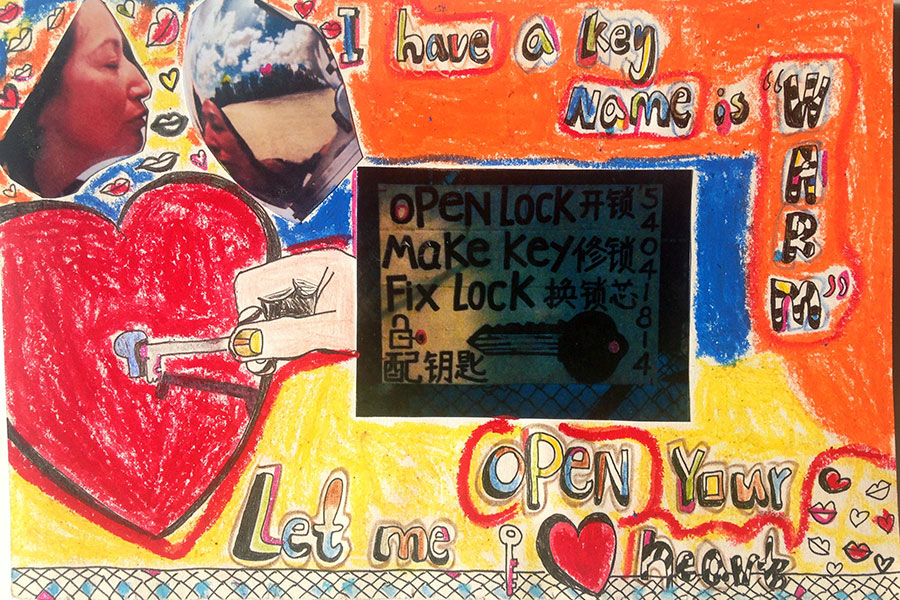 I have a key
Name is "WARM"
OPEN LOCK 开锁
Make Key 修锁
Fix Lock 换锁芯
配钥匙
54041814
Let me OPEN Your
heart